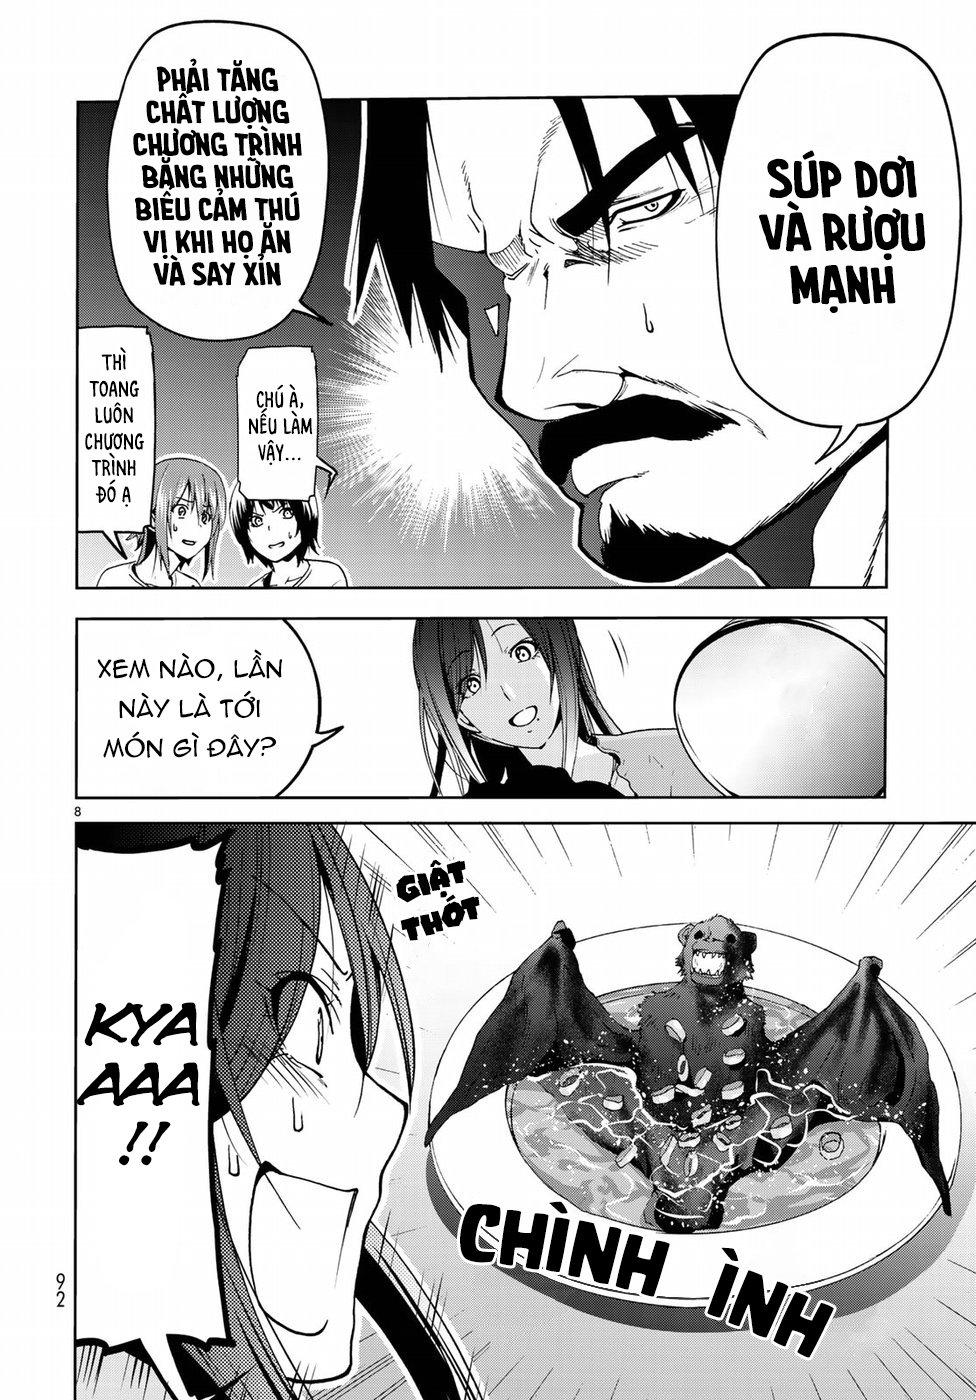 SÚP DƠI
VÀ RƯỢU
MẠNH
PHẢI TĂNG
CHẤT LƯỢNG
CHƯƠNG TRÌNH
BẰNG NHỮNG
BIỂU CẢM THÚ
VỊ KHI HỌ ĂN
VÀ SAY XỈN
CHÚ À,
NẾU LÀM
VẬY...
THÌ
TOANG
LUÔN
CHƯƠNG
TRÌNH
ĐÓ Ạ
XEM NÀO, LẦN
NÀY LÀ TỚI
MÓN GÌ ĐÂY?
8
GIẬT
THÓT
KYA
AAA
!!
CHÌNH ÌNH
92